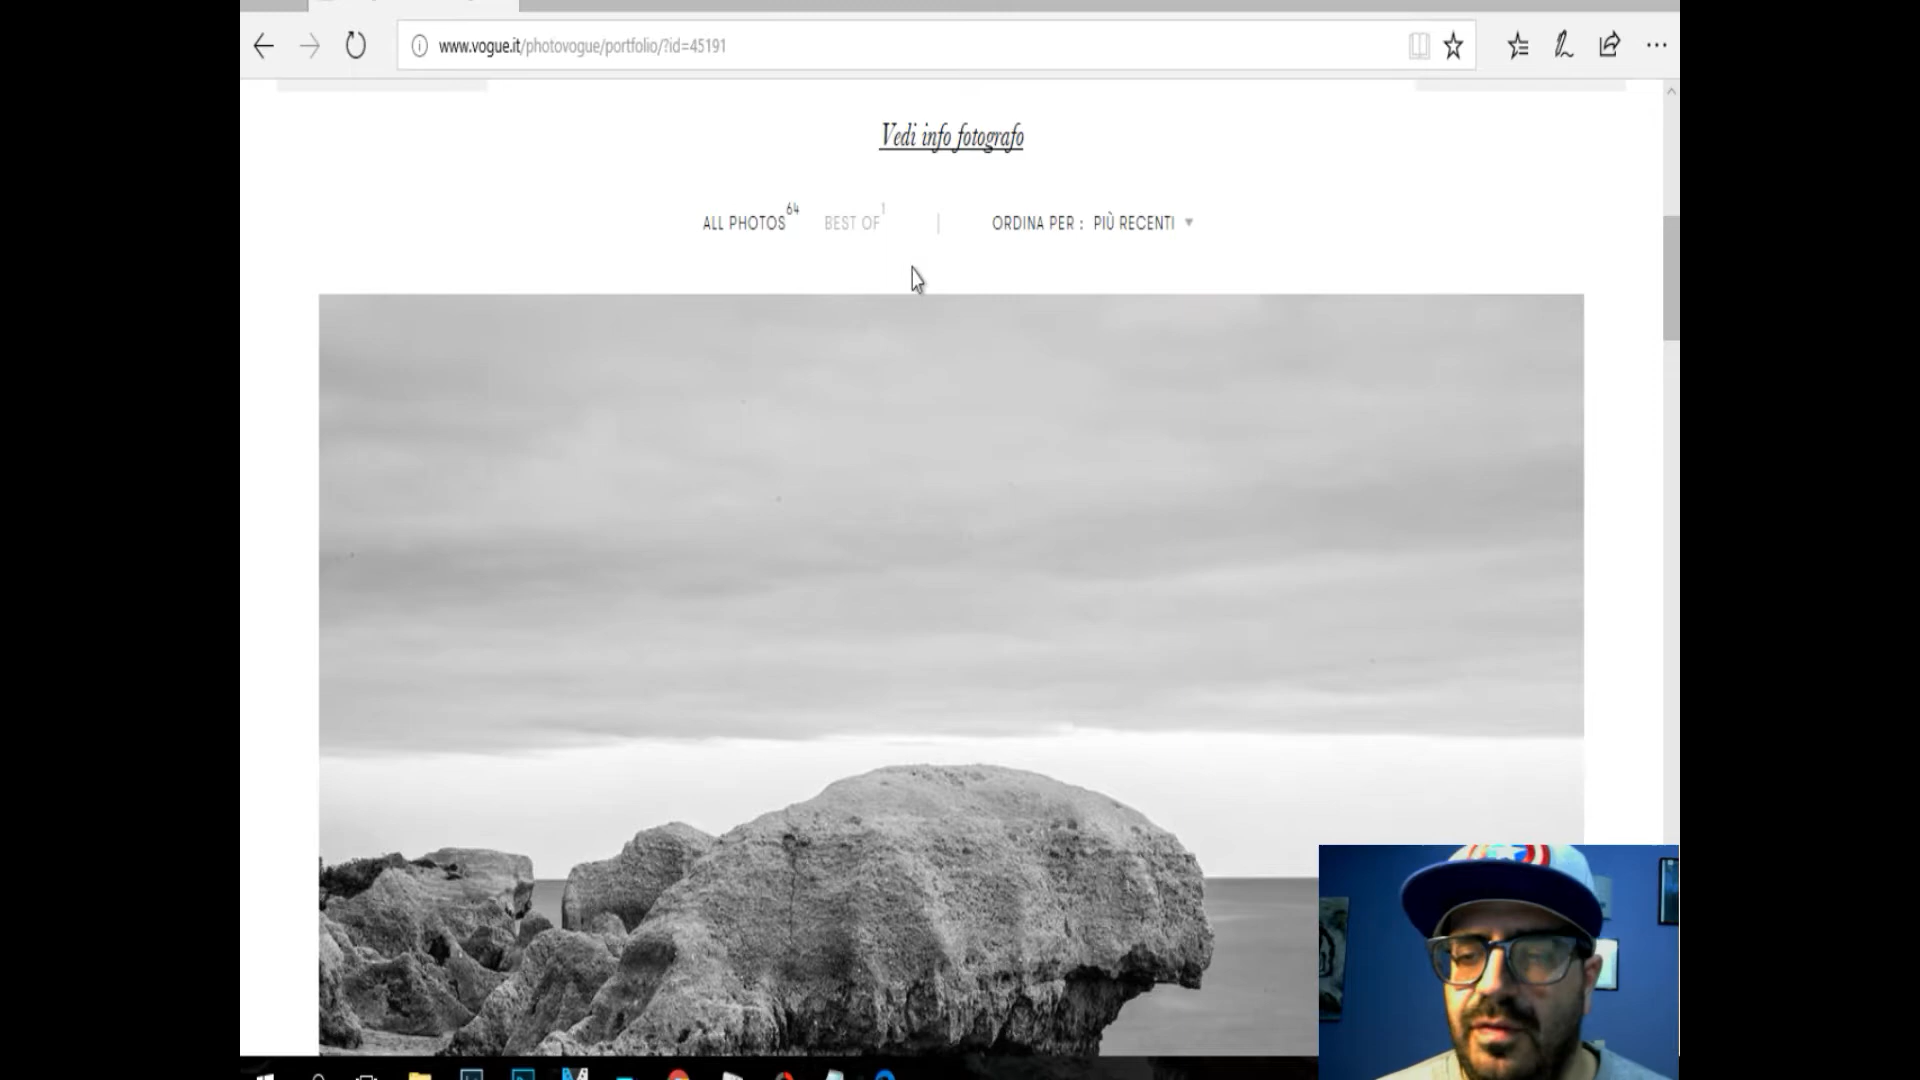 www.vogue.it/photovogue/portfolio/?id=45191
Vedi info fotografo
ALL PHOTOS 64 BEST OF 1 | ORDINA PER : PIÙ RECENTI